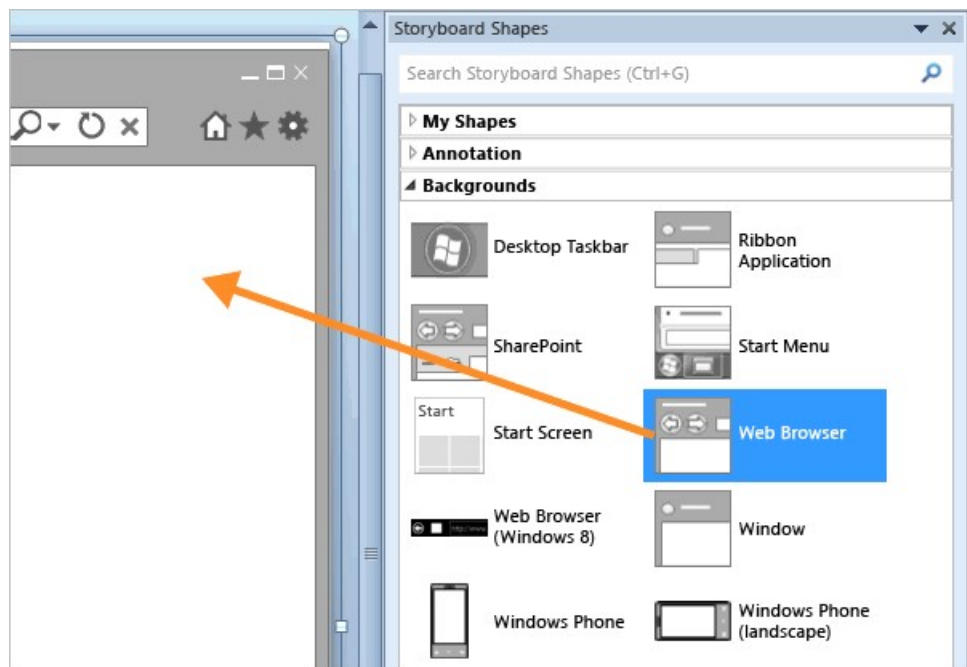 Storyboard Shapes
Search Storyboard Shapes (Ctrl+G)
My Shapes
Annotation
Backgrounds
Desktop Taskbar
Ribbon
Application
SharePoint
Start Menu
Start
Start Screen
Web Browser
Web Browser
(Windows 8)
Window
Windows Phone
Windows Phone
(landscape)